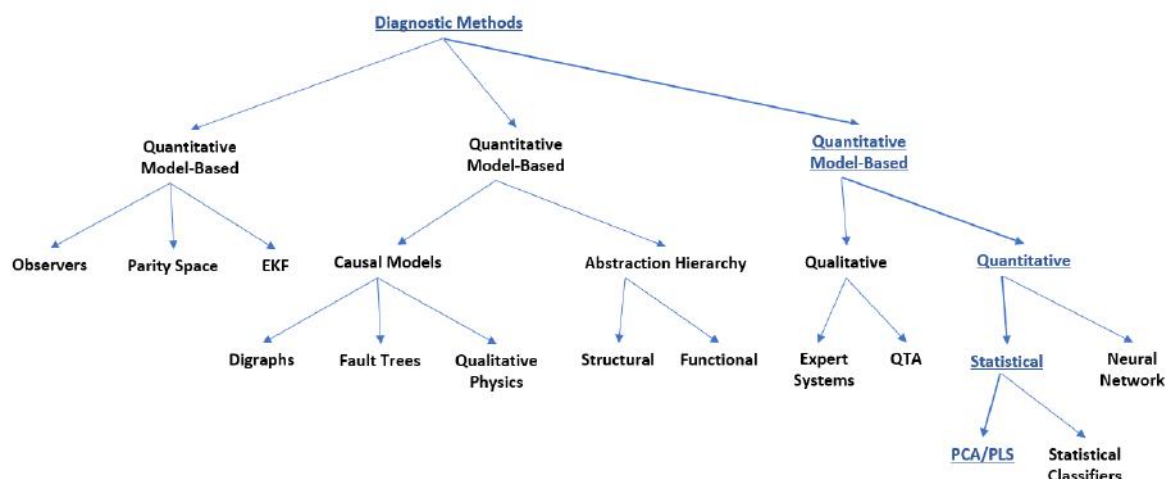 Diagnostic Methods
Quantitative
Model-Based
Quantitative
Model-Based
Quantitative
Model-Based
Observers
Parity Space
EKF
Causal Models
Abstraction Hierarchy
Qualitative
Quantitative
Digraphs
Fault Trees
Qualitative
Physics
Structural
Functional
Expert
Systems
QTA
Statistical
Neural
Network
PCA/PLS
Statistical
Classifiers